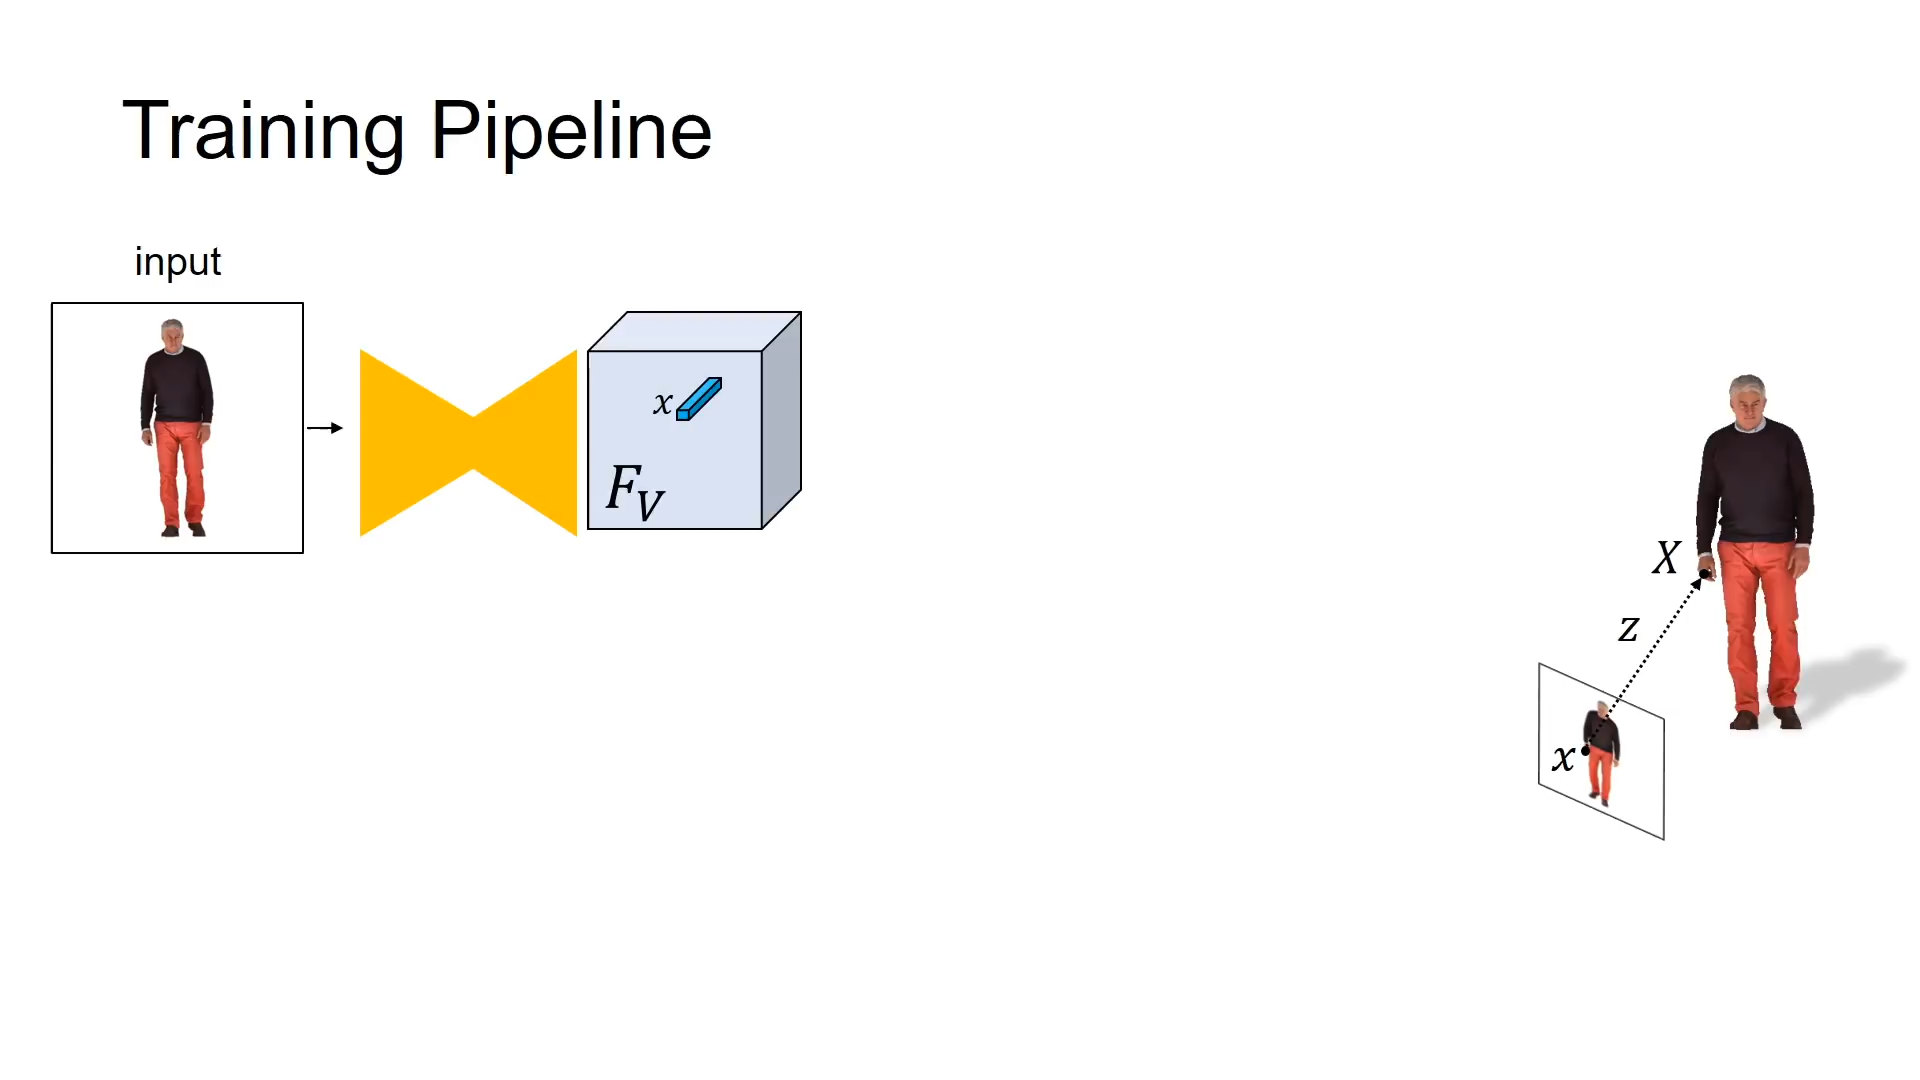 Training Pipeline
input
x
F_V
X
z
x